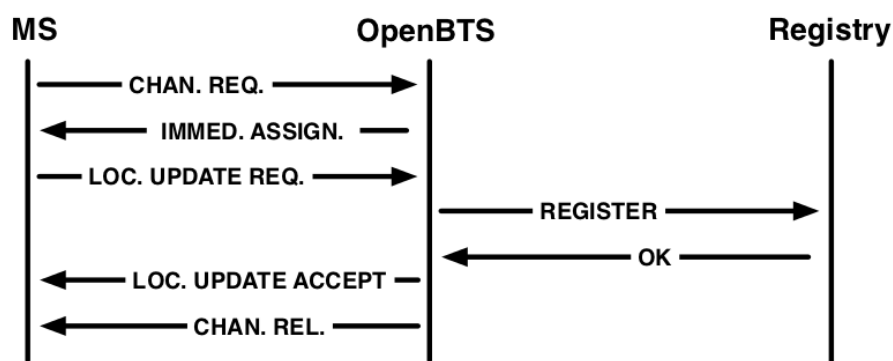 MS OpenBTS Registry
CHAN. REQ.
IMMED. ASSIGN.
LOC. UPDATE REQ.
REGISTER
OK
LOC. UPDATE ACCEPT
CHAN. REL.